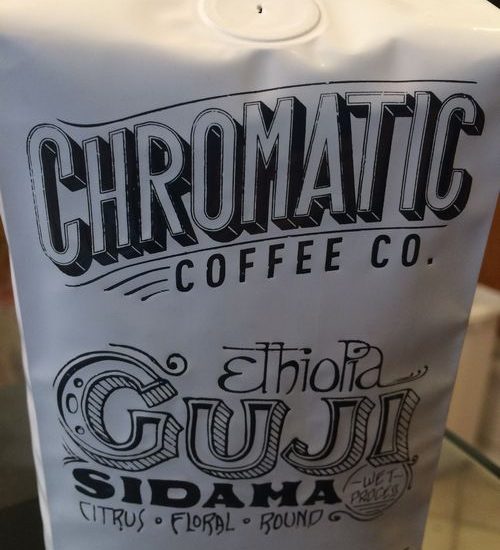 CHROMATIC
COFFEE CO.
Ethiopia
GUJI
SIDAMA
-WET-
PROCESS
CITRUS • FLORAL • ROUND